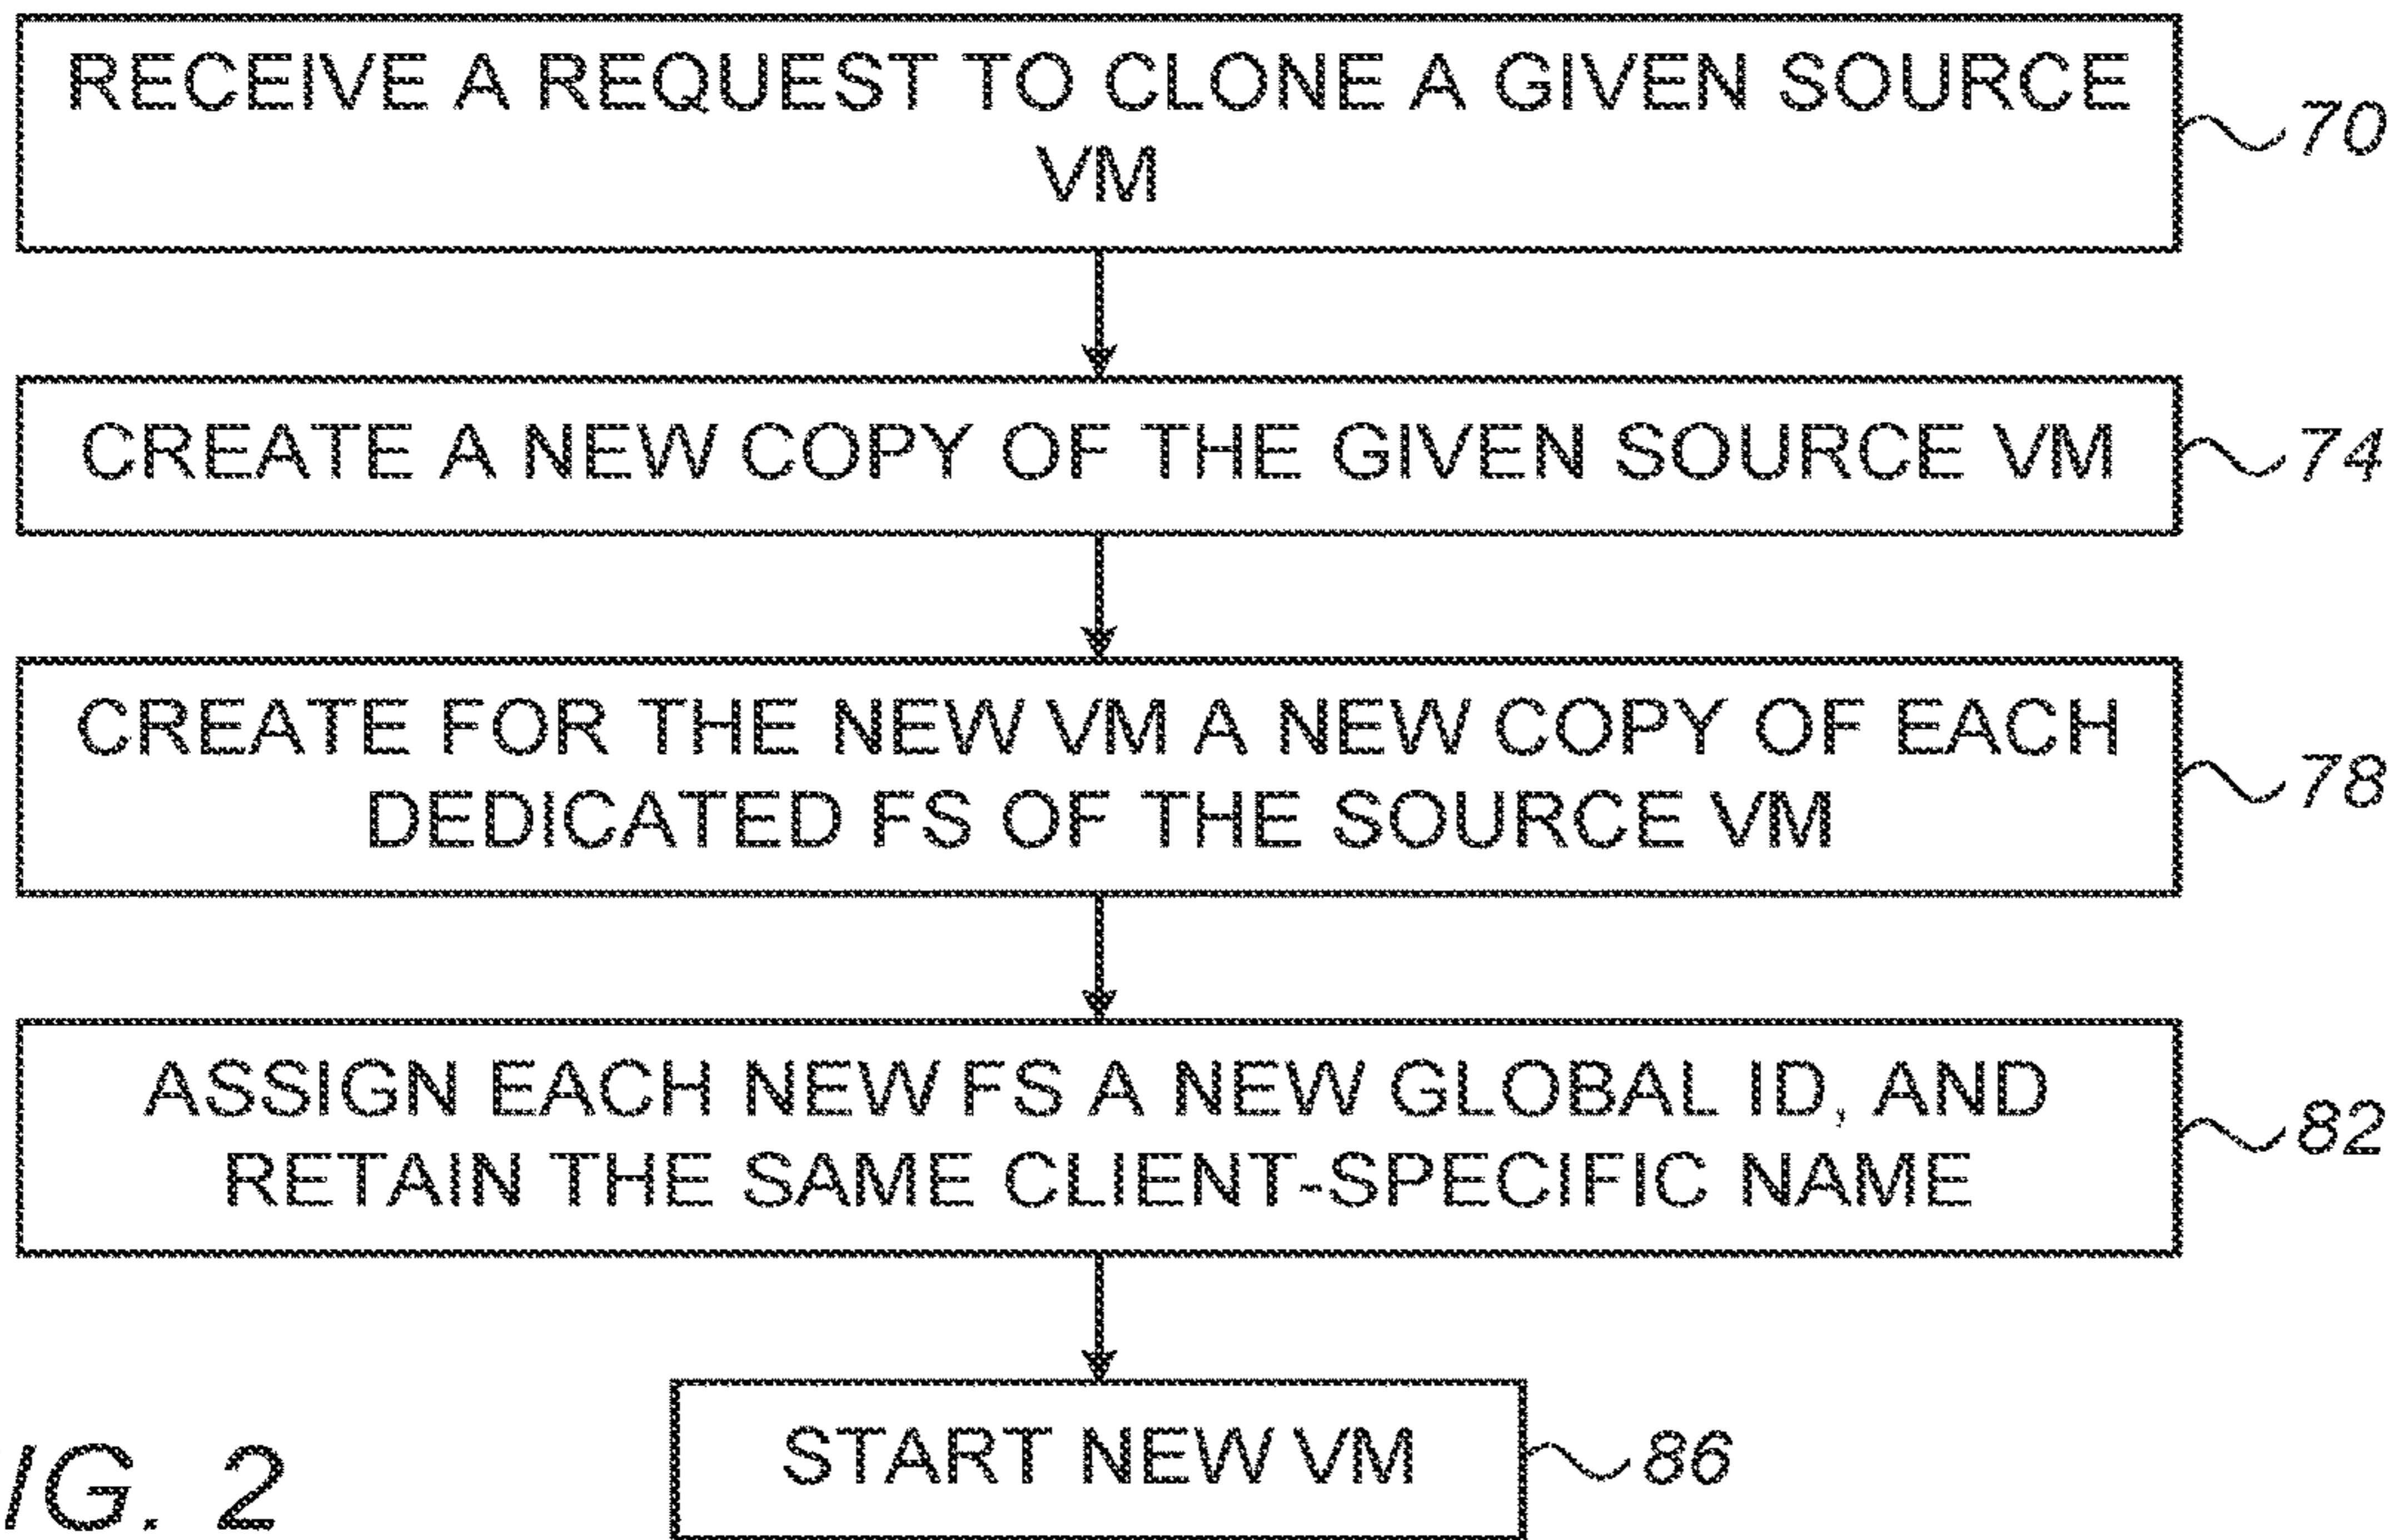 RECEIVE A REQUEST TO CLONE A GIVEN SOURCE
VM
70
CREATE A NEW COPY OF THE GIVEN SOURCE VM
74
CREATE FOR THE NEW VM A NEW COPY OF EACH
DEDICATED FS OF THE SOURCE VM
78
ASSIGN EACH NEW FS A NEW GLOBAL ID, AND
RETAIN THE SAME CLIENT-SPECIFIC NAME
82
START NEW VM
86
IG. 2